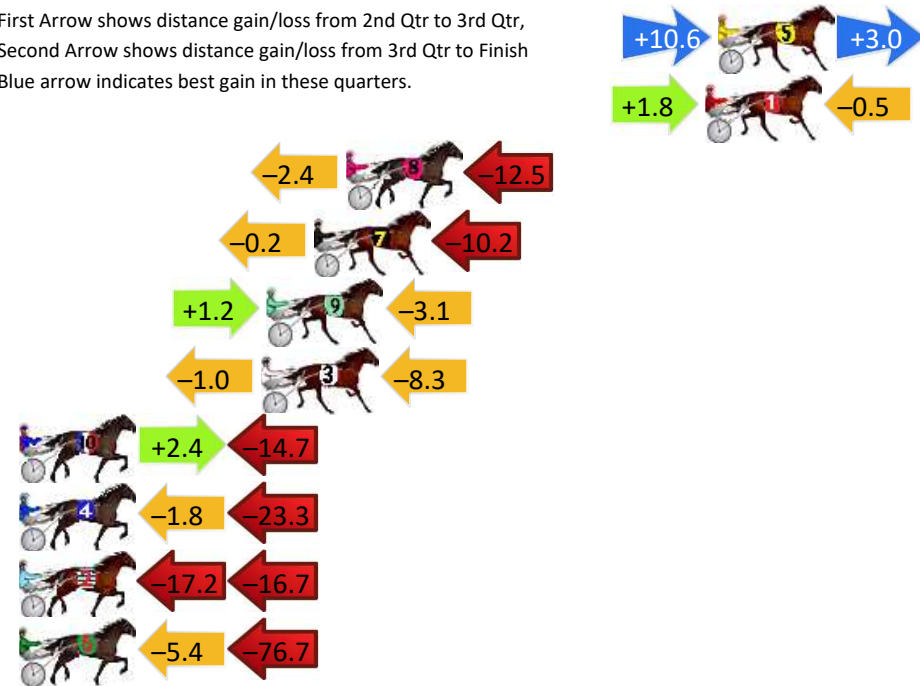 First Arrow shows distance gain/loss from 2nd Qtr to 3rd Qtr,
Second Arrow shows distance gain/loss from 3rd Qtr to Finish
Blue arrow indicates best gain in these quarters.
+10.6 5 +3.0
+1.8 1 –0.5
–2.4 8 –12.5
–0.2 7 –10.2
+1.2 9 –3.1
–1.0 3 –8.3
10 +2.4 –14.7
4 –1.8 –23.3
2 –17.2 –16.7
6 –5.4 –76.7